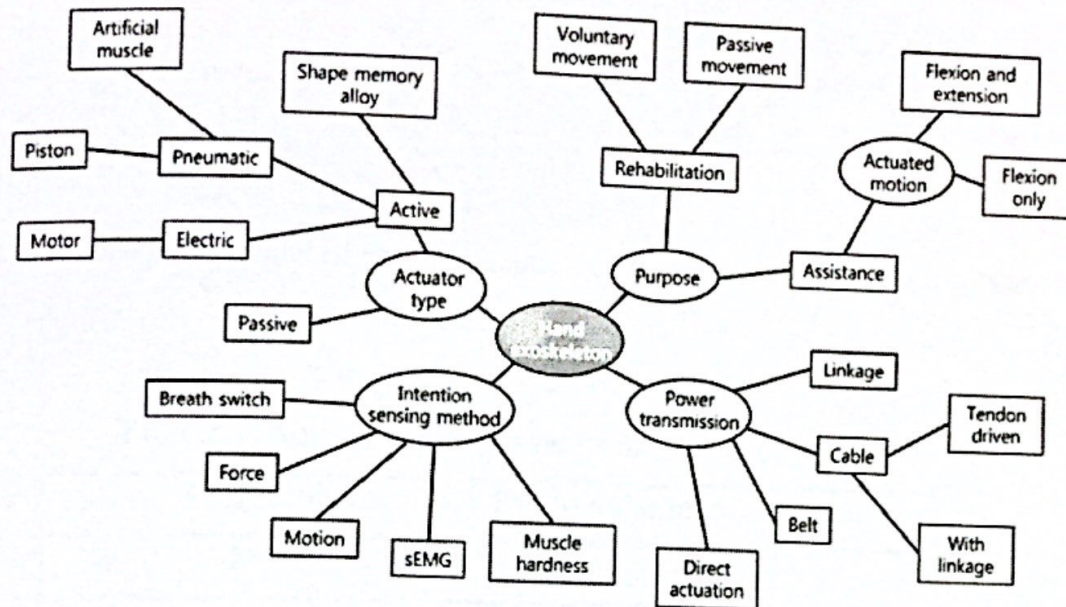 Artificial
muscle
Shape memory
alloy
Piston
Pneumatic
Active
Motor
Electric
Actuator
type
Passive
Voluntary
movement
Passive
movement
Rehabilitation
Flexion and
extension
Actuated
motion
Flexion
only
Purpose
Assistance
Hand
exoskeleton
Breath switch
Intention
sensing method
Force
Motion
sEMG
Muscle
hardness
Power
transmission
Linkage
Tendon
driven
Cable
Belt
With
linkage
Direct
actuation